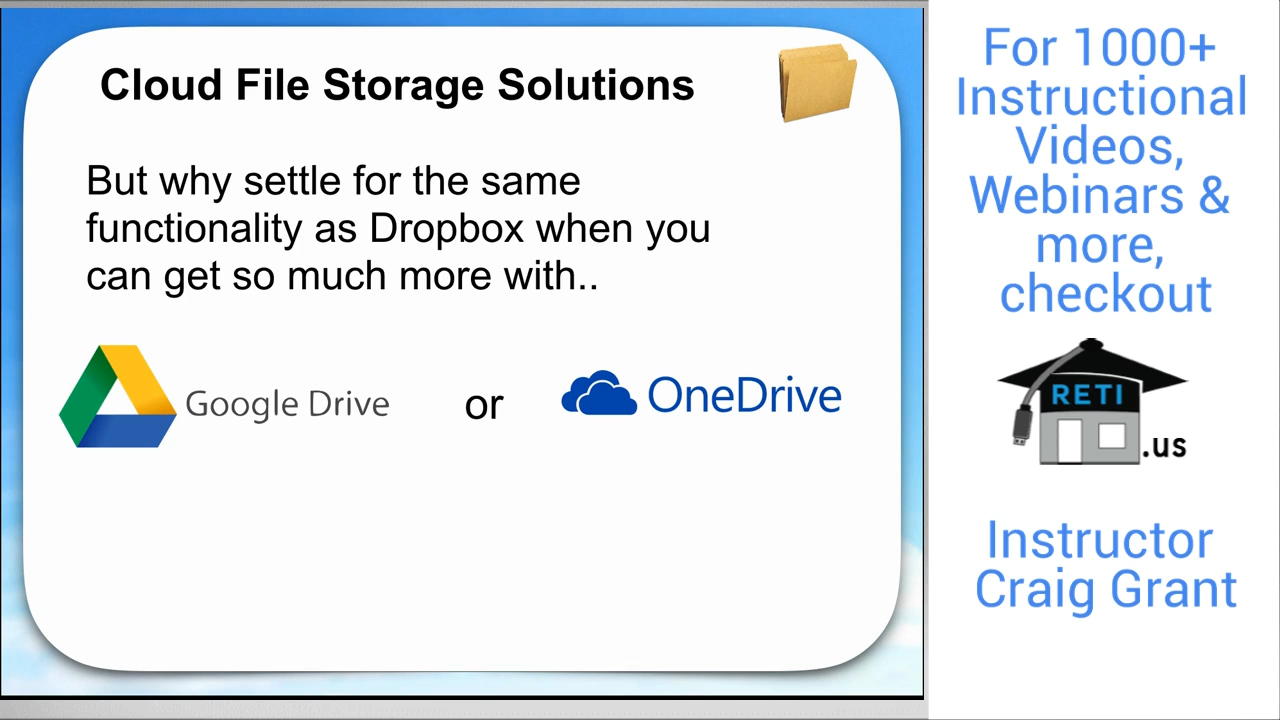 Cloud File Storage Solutions
But why settle for the same
functionality as Dropbox when you
can get so much more with..
Google Drive
or
OneDrive
For 1000+
Instructional
Videos,
Webinars &
more,
checkout
RETI
.us
Instructor
Craig Grant